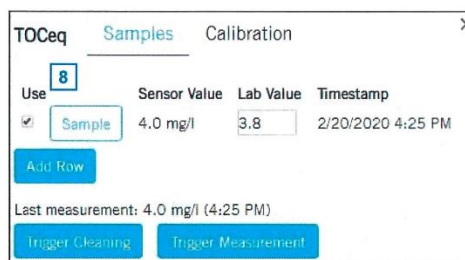 TOCeq Samples Calibration ×
8
Use Sensor Value Lab Value Timestamp
Sample 4.0 mg/l 3.8 2/20/2020 4:25 PM
Add Row
Last measurement: 4.0 mg/l (4:25 PM)
Trigger Cleaning Trigger Measurement